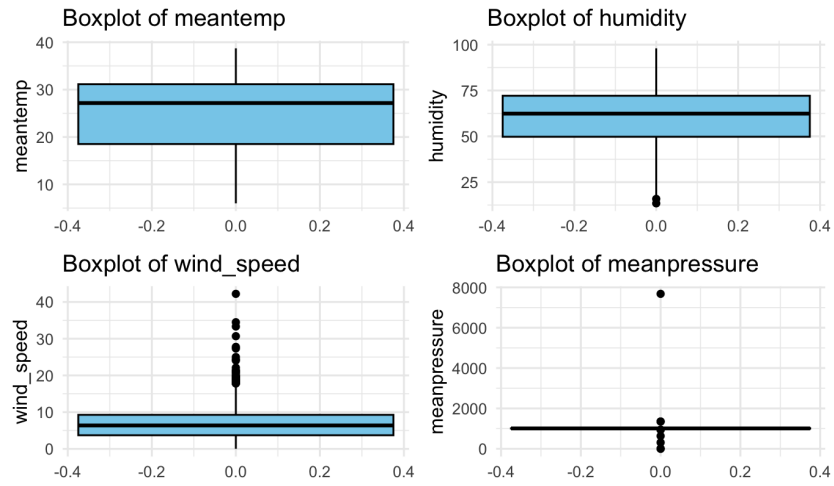 Boxplot of meantemp
40
30
20
10
meantemp
-0.4 -0.2 0.0 0.2 0.4
Boxplot of humidity
100
75
50
25
humidity
-0.4 -0.2 0.0 0.2 0.4
Boxplot of wind_speed
40
30
20
10
0
wind_speed
-0.4 -0.2 0.0 0.2 0.4
Boxplot of meanpressure
8000
6000
4000
2000
0
meanpressure
-0.4 -0.2 0.0 0.2 0.4